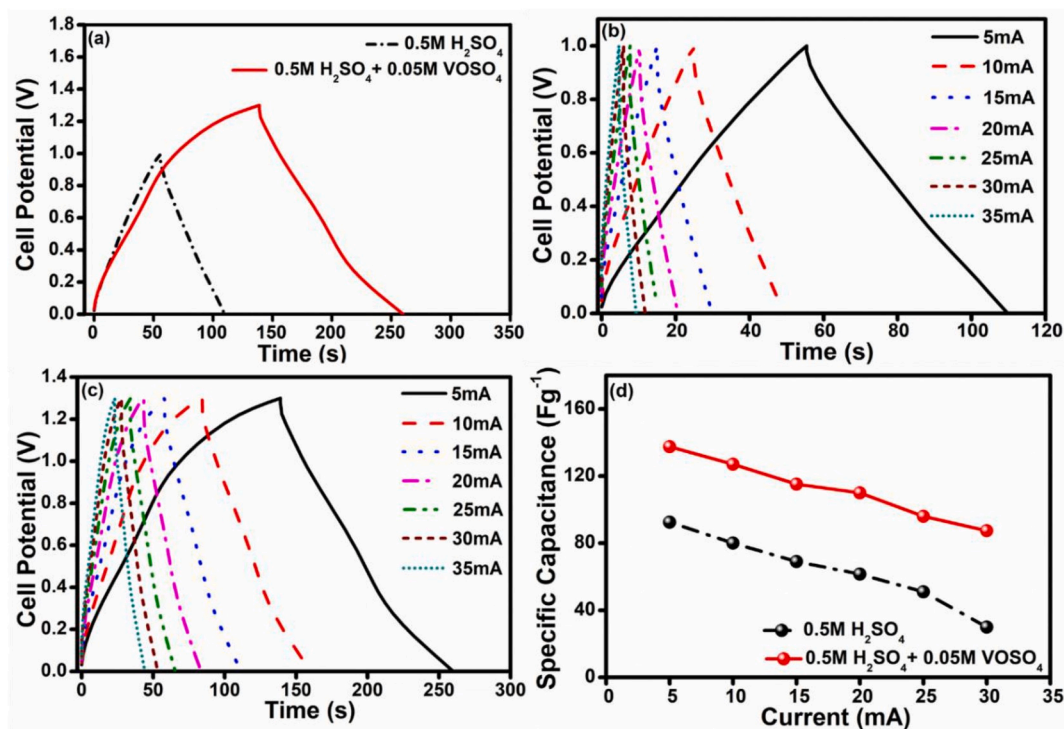 (a)
0.5M H₂SO₄
0.5M H₂SO₄+ 0.05M VOSO₄
Cell Potential (V)
1.8
1.6
1.4
1.2
1.0
0.8
0.6
0.4
0.2
0.0
0 50 100 150 200 250 300 350
Time (s)
(b)
5mA
10mA
15mA
20mA
25mA
30mA
35mA
Cell Potential (V)
1.0
0.8
0.6
0.4
0.2
0.0
0 20 40 60 80 100 120
Time (s)
(c)
5mA
10mA
15mA
20mA
25mA
30mA
35mA
Cell Potential (V)
1.4
1.2
1.0
0.8
0.6
0.4
0.2
0.0
0 50 100 150 200 250 300
Time (s)
(d)
Specific Capacitance (Fg⁻¹)
160
120
80
40
0
0.5M H₂SO₄
0.5M H₂SO₄+ 0.05M VOSO₄
0 5 10 15 20 25 30 35
Current (mA)